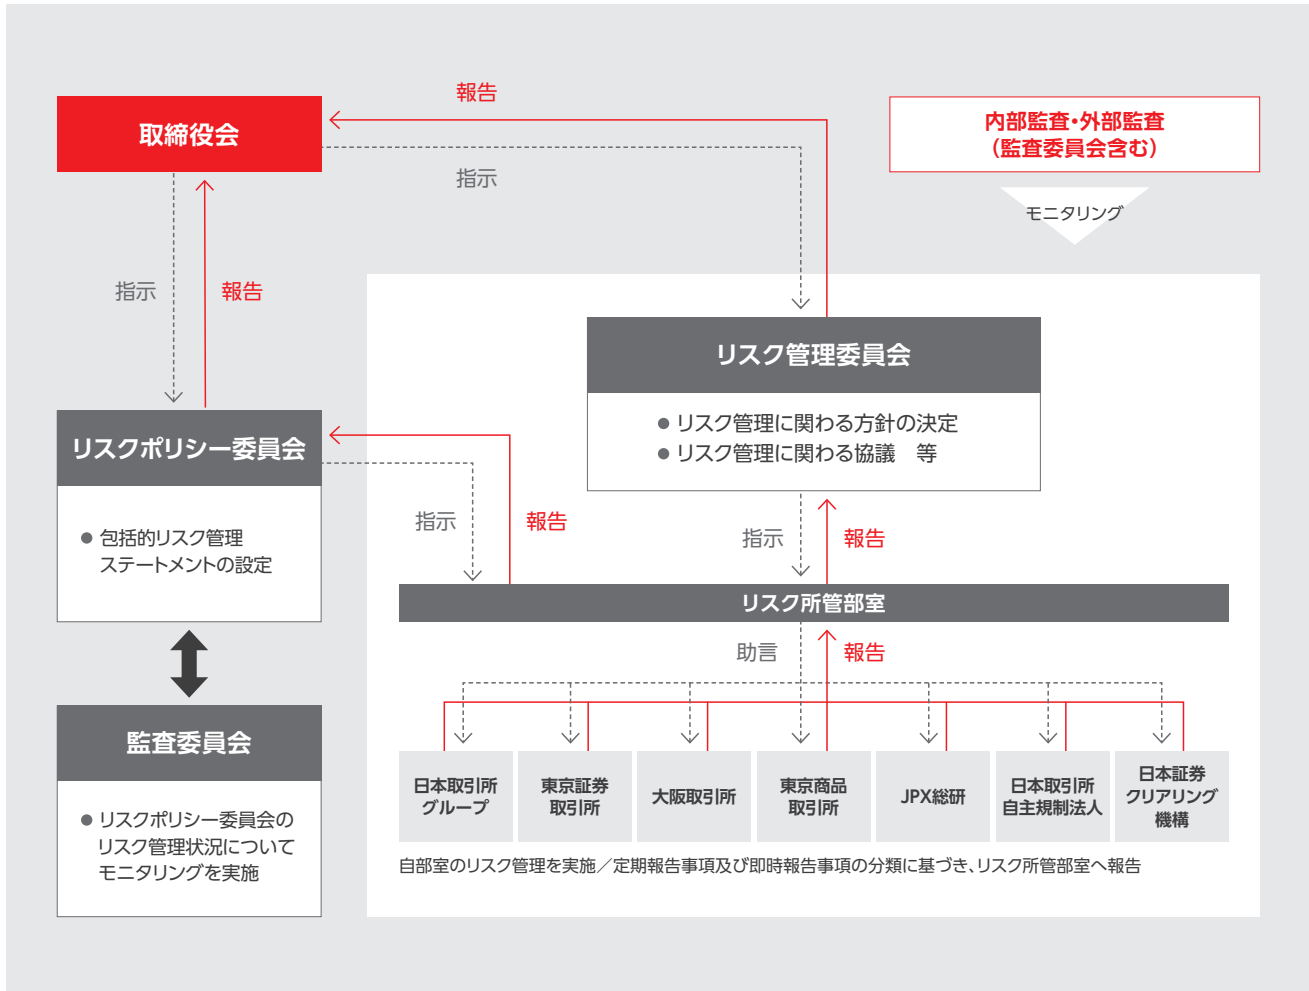 報告
取締役会
指示
内部監査・外部監査
（監査委員会含む）
モニタリング
指示
報告
リスク管理委員会
● リスク管理に関わる方針の決定
● リスク管理に関わる協議　等
リスクポリシー委員会
● 包括的リスク管理
ステートメントの設定
指示
報告
指示
報告
リスク所管部室
助言
報告
監査委員会
● リスクポリシー委員会の
リスク管理状況について
モニタリングを実施
日本取引所
グループ
東京証券
取引所
大阪取引所
東京商品
取引所
JPX総研
日本取引所
自主規制法人
日本証券
クリアリング
機構
自部室のリスク管理を実施／定期報告事項及び即時報告事項の分類に基づき、リスク所管部室へ報告